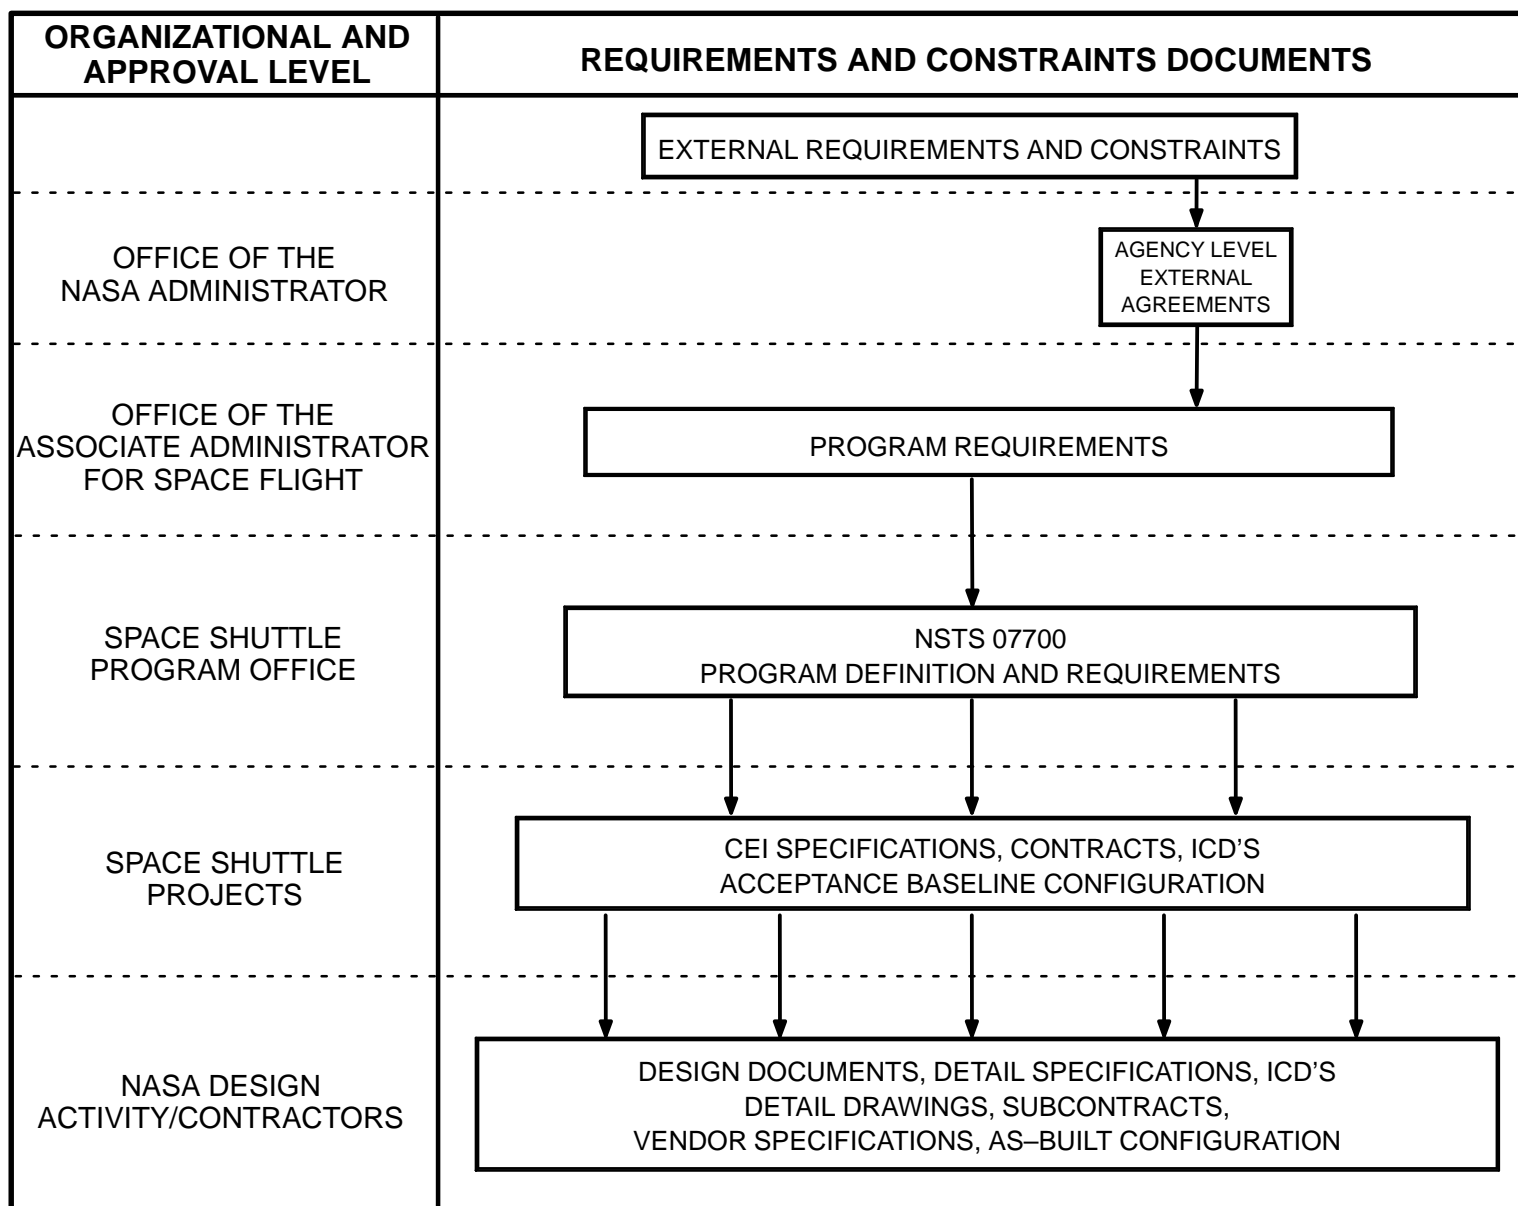 ORGANIZATIONAL AND
APPROVAL LEVEL
REQUIREMENTS AND CONSTRAINTS DOCUMENTS
EXTERNAL REQUIREMENTS AND CONSTRAINTS
OFFICE OF THE
NASA ADMINISTRATOR
AGENCY LEVEL
EXTERNAL
AGREEMENTS
OFFICE OF THE
ASSOCIATE ADMINISTRATOR
FOR SPACE FLIGHT
PROGRAM REQUIREMENTS
SPACE SHUTTLE
PROGRAM OFFICE
NSTS 07700
PROGRAM DEFINITION AND REQUIREMENTS
SPACE SHUTTLE
PROJECTS
CEI SPECIFICATIONS, CONTRACTS, ICD’S
ACCEPTANCE BASELINE CONFIGURATION
NASA DESIGN
ACTIVITY/CONTRACTORS
DESIGN DOCUMENTS, DETAIL SPECIFICATIONS, ICD’S
DETAIL DRAWINGS, SUBCONTRACTS,
VENDOR SPECIFICATIONS, AS–BUILT CONFIGURATION